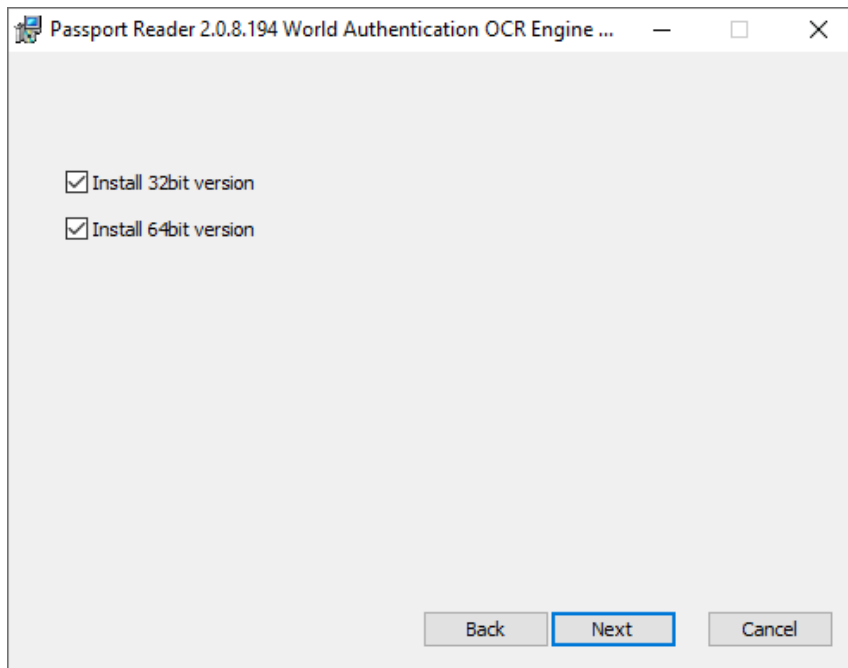 Passport Reader 2.0.8.194 World Authentication OCR Engine ...
Install 32bit version
Install 64bit version
Back Next Cancel